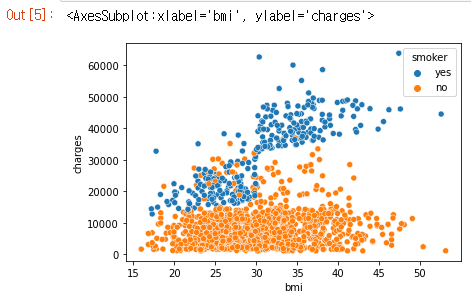 Out[5]: <AxesSubplot:xlabel='bmi', ylabel='charges'>
smoker
yes
no
60000
50000
40000
30000
20000
10000
0
charges
15 20 25 30 35 40 45 50
bmi